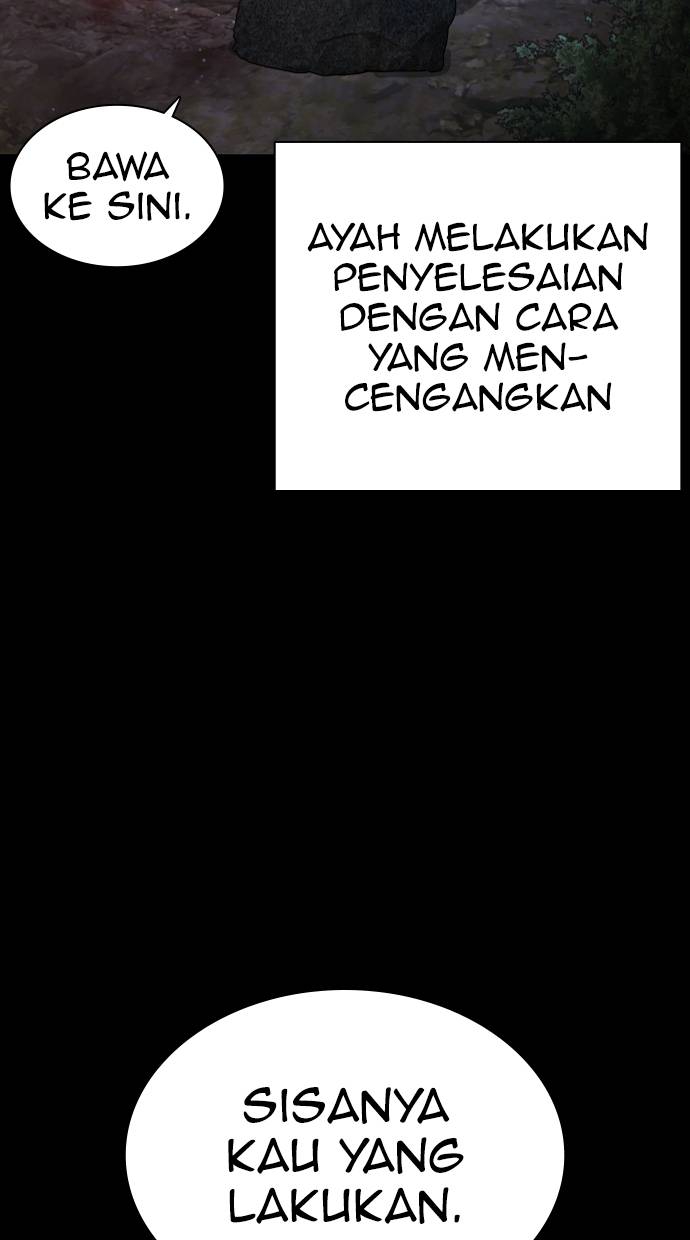 BAWA
KE SINI.
AYAH MELAKUKAN
PENYELESAIAN
DENGAN CARA
YANG MEN-
CENGANGKAN
SISANYA
KAU YANG
LAKUKAN.